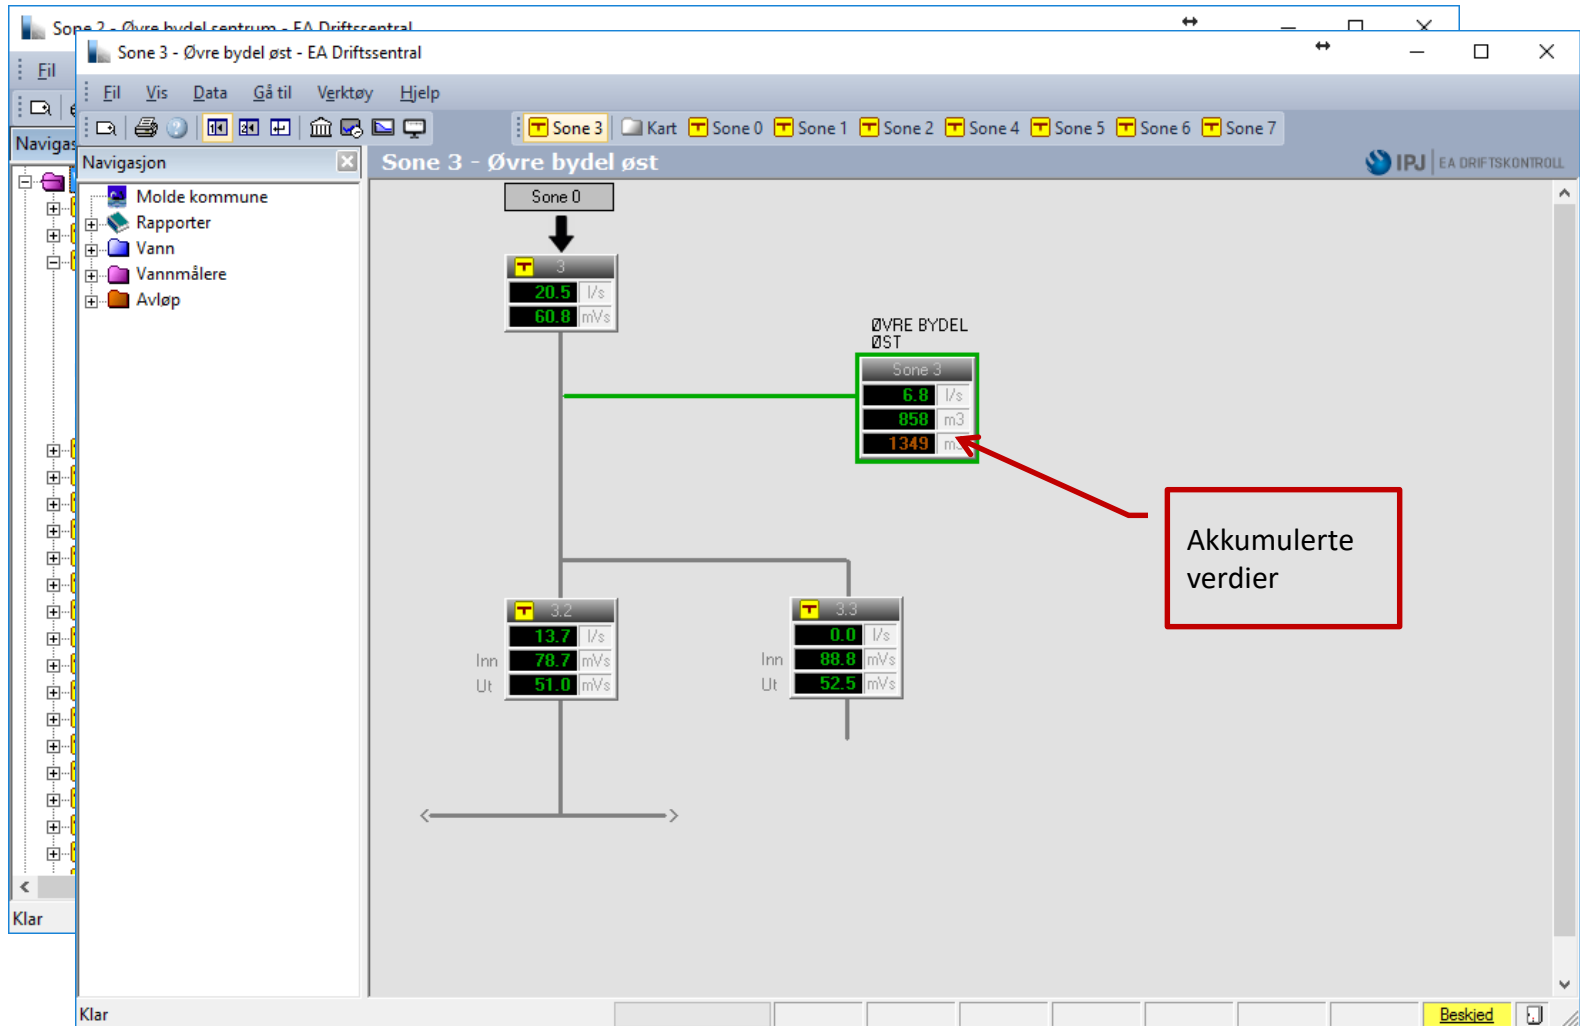 Sone 2 - Øvre bydel sentrum - EA Driftssentral
Fil
Navigas
Klar
Sone 3 - Øvre bydel øst - EA Driftssentral
Fil Vis Data Gå til Verktøy Hjelp
Sone 3 Kart Sone 0 Sone 1 Sone 2 Sone 4 Sone 5 Sone 6 Sone 7
Navigasjon
Sone 3 - Øvre bydel øst
IPJ EA DRIFTSKONTROLL
Molde kommune
Rapporter
Vann
Vannmålere
Avløp
Sone 0
3
20.5 l/s
60.8 mVs
ØVRE BYDEL
ØST
Sone 3
6.8 l/s
858 m3
1349 m3
Akkumulerte
verdier
3.2
13.7 l/s
Inn 78.7 mVs
Ut 51.0 mVs
3.3
0.0 l/s
Inn 88.8 mVs
Ut 52.5 mVs
Klar
Beskjed